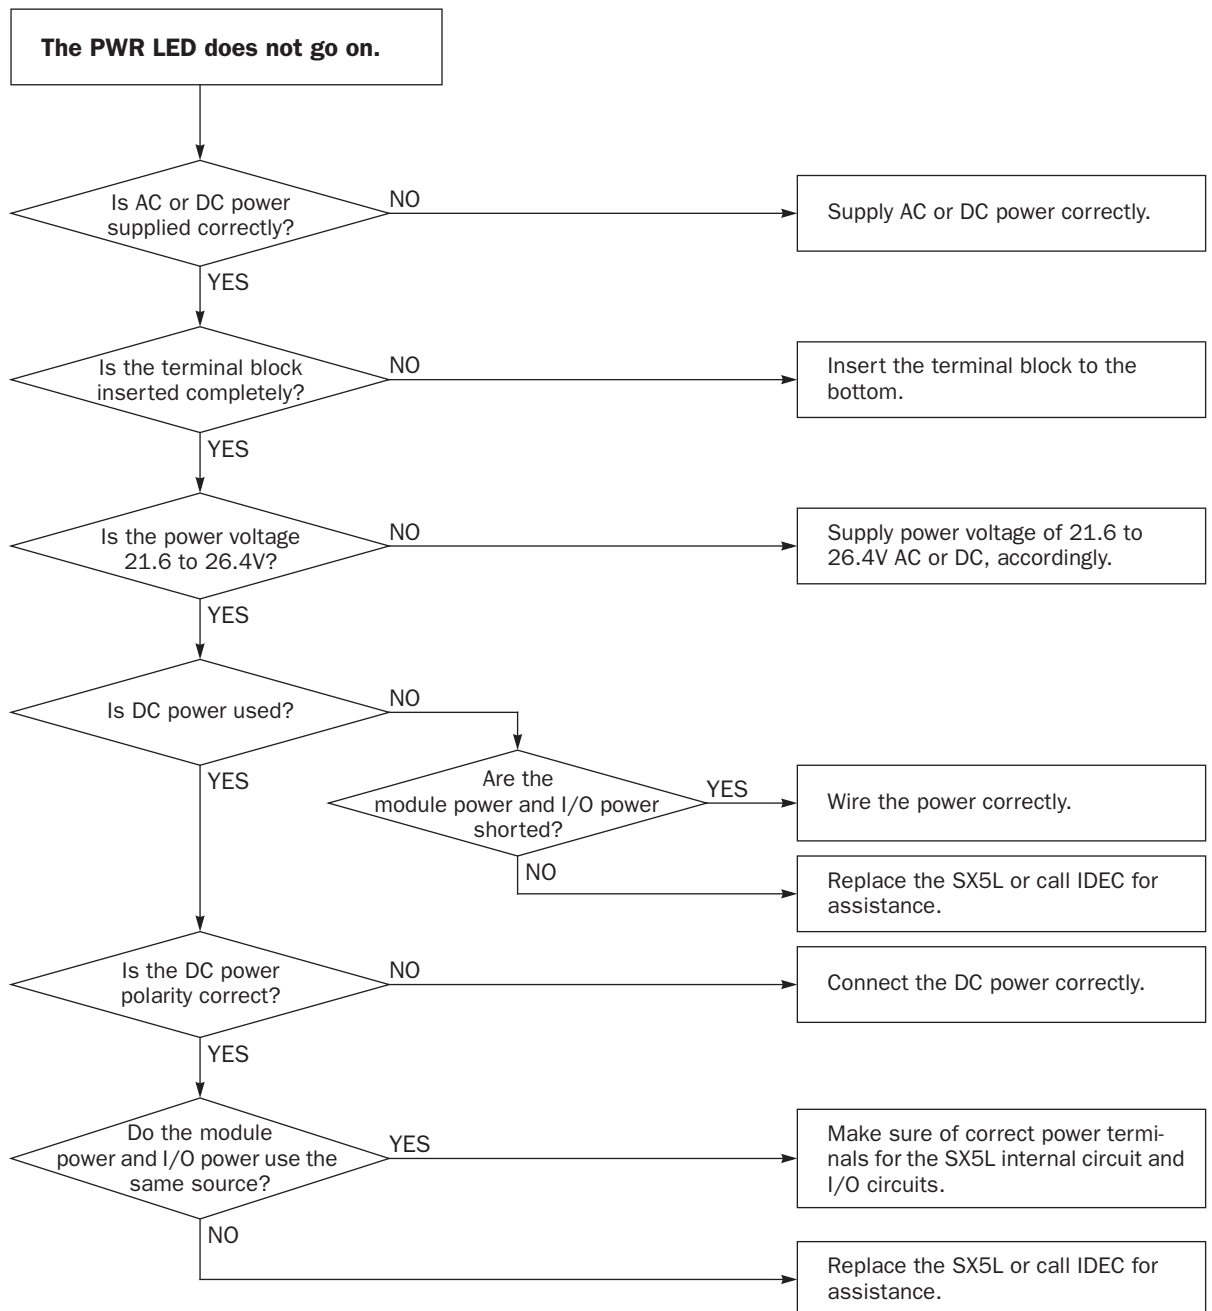 The PWR LED does not go on.
Is AC or DC power
supplied correctly?
NO
Supply AC or DC power correctly.
YES
Is the terminal block
inserted completely?
NO
Insert the terminal block to the
bottom.
YES
Is the power voltage
21.6 to 26.4V?
NO
Supply power voltage of 21.6 to
26.4V AC or DC, accordingly.
YES
Is DC power used?
NO
YES
Are the
module power and I/O power
shorted?
YES
Wire the power correctly.
NO
Replace the SX5L or call IDEC for
assistance.
Is the DC power
polarity correct?
NO
Connect the DC power correctly.
YES
Do the module
power and I/O power use the
same source?
YES
Make sure of correct power termi-
nals for the SX5L internal circuit and
I/O circuits.
NO
Replace the SX5L or call IDEC for
assistance.